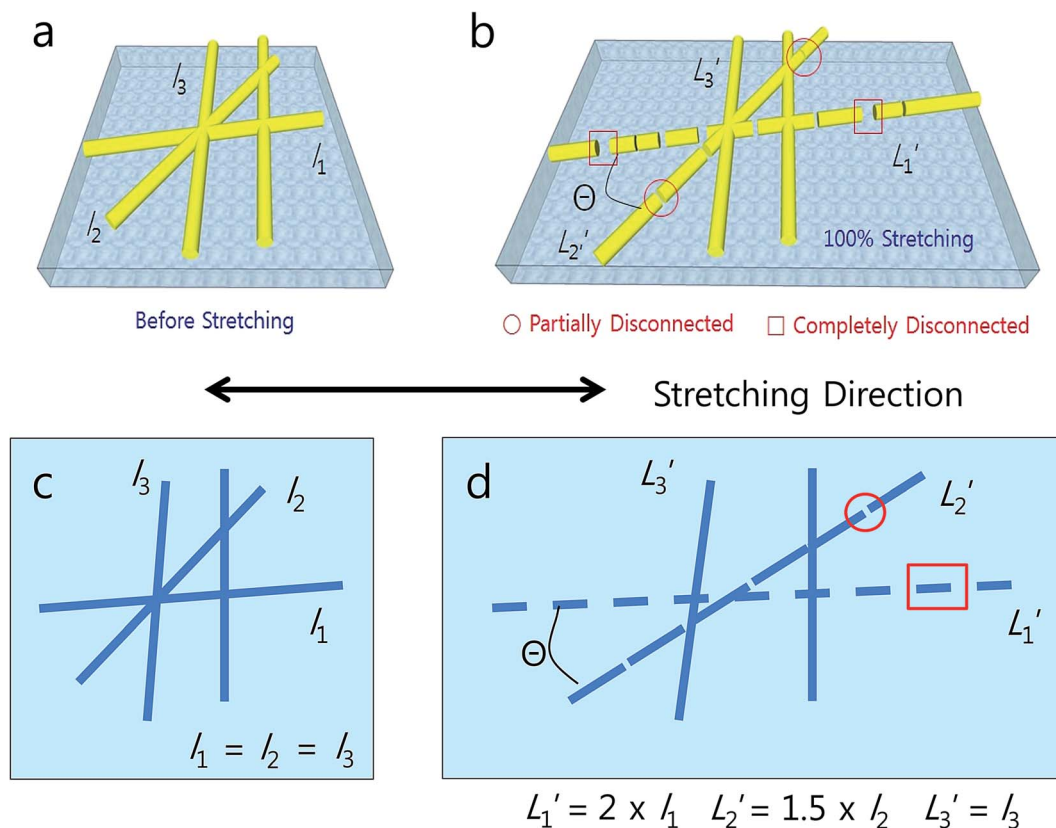 a
l₃
l₁
l₂
Before Stretching
b
L₃'
L₁'
Θ
L₂'
100% Stretching
○ Partially Disconnected □ Completely Disconnected
Stretching Direction
c
l₃
l₂
l₁
l₁ = l₂ = l₃
d
L₃'
L₂'
L₁'
Θ
L₁' = 2 x l₁ L₂' = 1.5 x l₂ L₃' = l₃